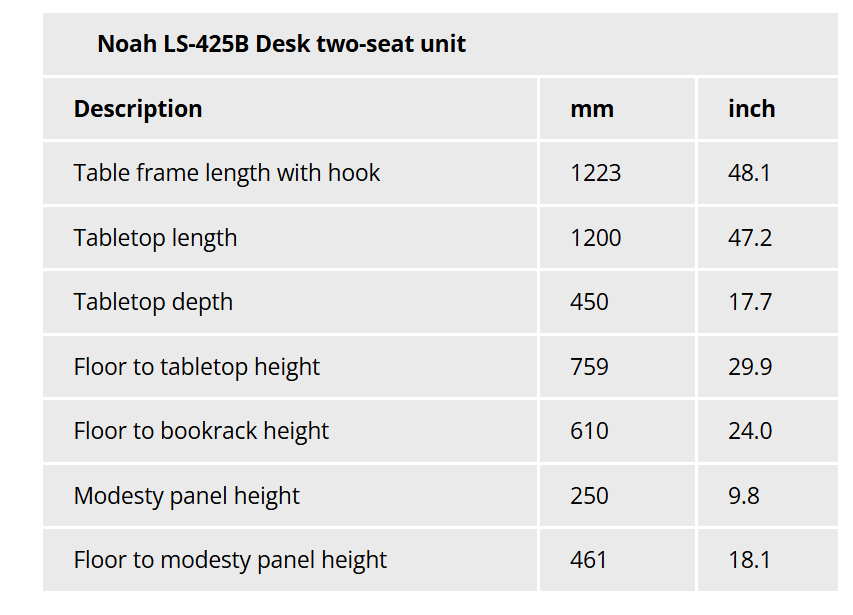 Noah LS-425B Desk two-seat unit
Description mm inch
Table frame length with hook 1223 48.1
Tabletop length 1200 47.2
Tabletop depth 450 17.7
Floor to tabletop height 759 29.9
Floor to bookrack height 610 24.0
Modesty panel height 250 9.8
Floor to modesty panel height 461 18.1